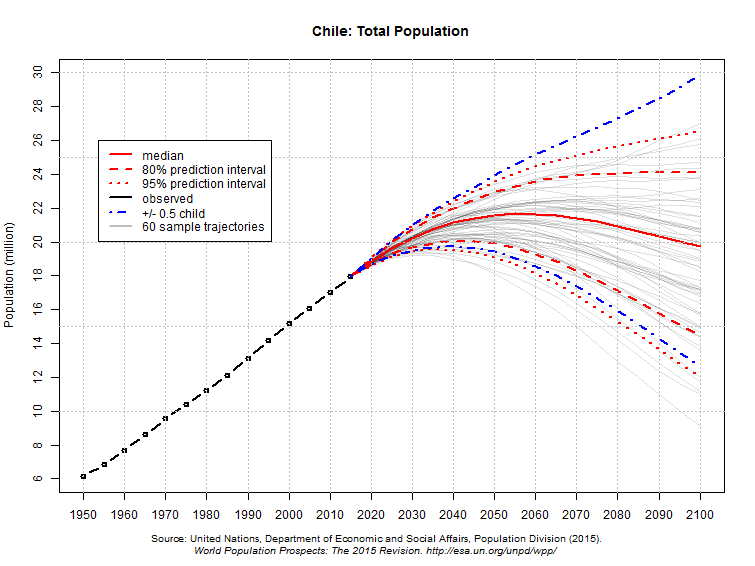 Chile: Total Population
Population (million)
30
28
26
24
22
20
18
16
14
12
10
8
6
median
80% prediction interval
95% prediction interval
observed
+/- 0.5 child
60 sample trajectories
1950 1960 1970 1980 1990 2000 2010 2020 2030 2040 2050 2060 2070 2080 2090 2100
Source: United Nations, Department of Economic and Social Affairs, Population Division (2015).
World Population Prospects: The 2015 Revision. http://esa.un.org/unpd/wpp/